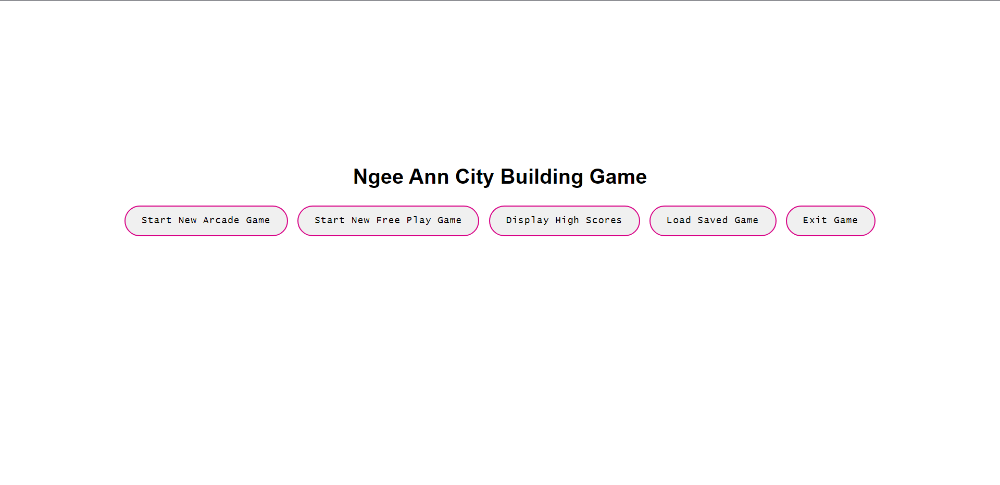 Ngee Ann City Building Game
Start New Arcade Game
Start New Free Play Game
Display High Scores
Load Saved Game
Exit Game